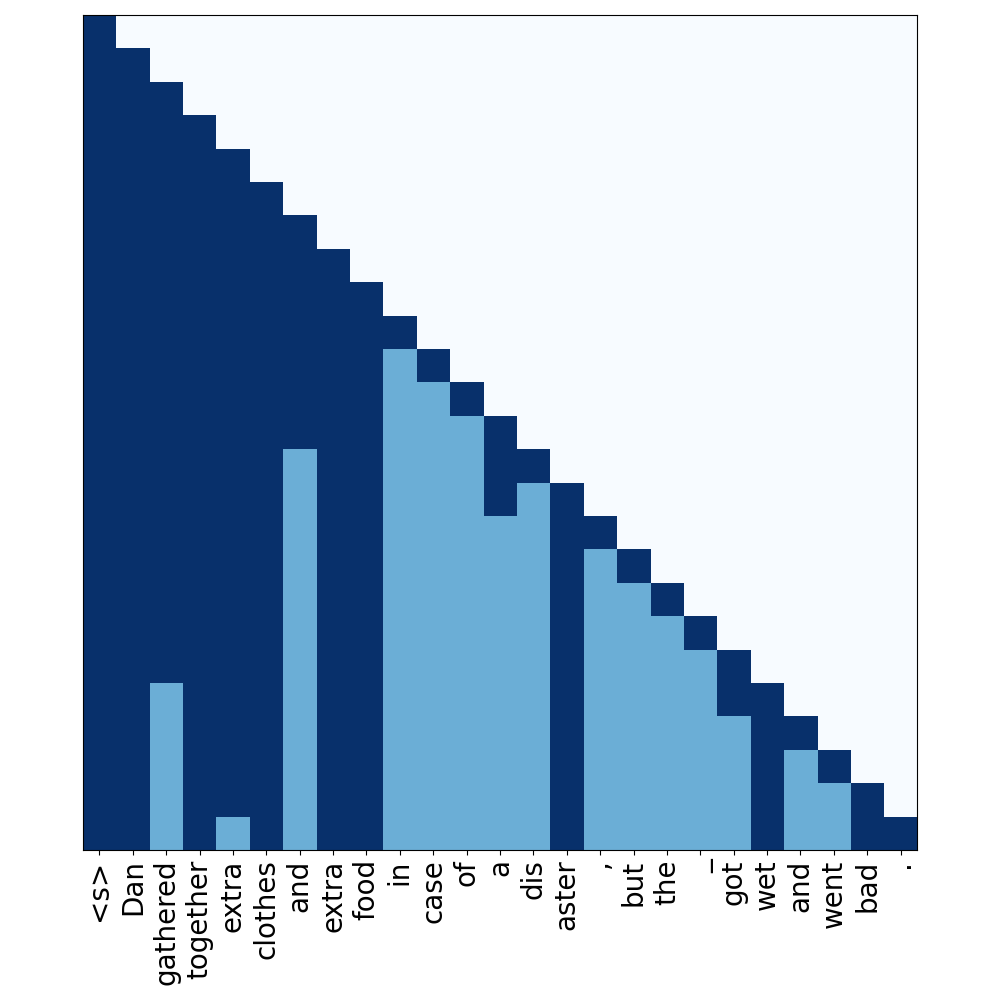 <s>
Dan
gathered
together
extra
clothes
and
extra
food
in
case
of
a
dis
aster
,
but
the
_
got
wet
and
went
bad
.